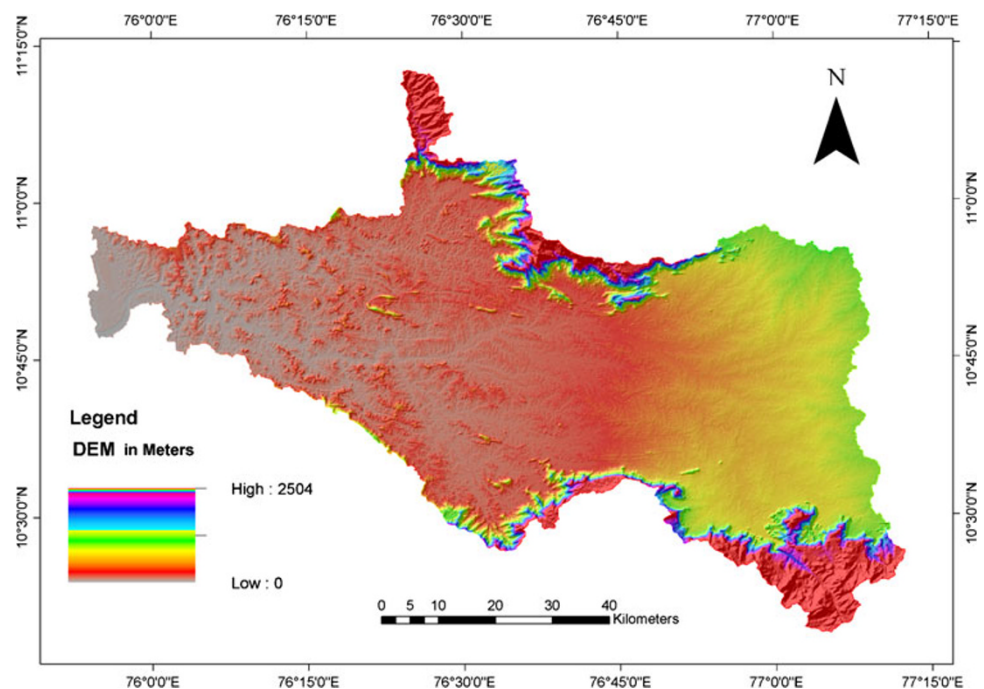 76°0'0"E 76°15'0"E 76°30'0"E 76°45'0"E 77°0'0"E 77°15'0"E
11°15'0"N
N
11°0'0"N 11°0'0"N
10°45'0"N 10°45'0"N
Legend
DEM in Meters
High : 2504
10°30'0"N 10°30'0"N
Low : 0
0 5 10 20 30 40
Kilometers
76°0'0"E 76°15'0"E 76°30'0"E 76°45'0"E 77°0'0"E 77°15'0"E